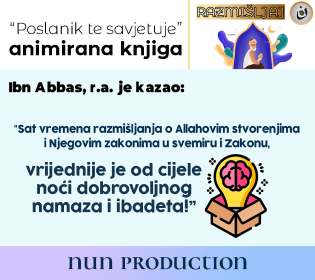 “Poslanik te savjetuje”
animirana knjiga
RAZMIŠLJAJ
Ibn Abbas, r.a. je kazao:
"Sat vremena razmišljanja o Allahovim stvorenjima
i Njegovim zakonima u svemiru i Zakonu,
vrijednije je od cijele
noći dobrovoljnog
namaza i ibadeta!”
NUN PRODUCTION